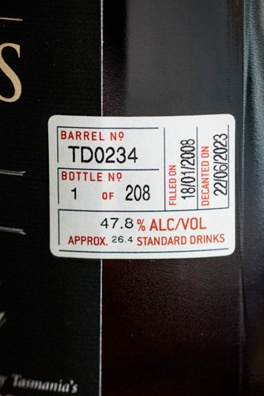 S
BARREL Nº
TD0234
BOTTLE Nº
1 OF 208
FILLED ON
18/01/2008
DECANTED ON
22/06/2023
47.8% ALC/VOL
APPROX. 26.4 STANDARD DRINKS
y Tasmania's